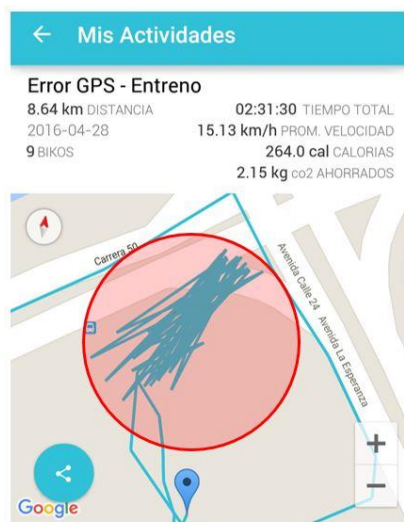 Mis Actividades
Error GPS - Entreno
8.64 km DISTANCIA
02:31:30 TIEMPO TOTAL
2016-04-28
15.13 km/h PROM. VELOCIDAD
9 BIKOS
264.0 cal CALORIAS
2.15 kg co2 AHORRADOS
Carrera 50
Avenida Calle 24
Avenida La Esperanza
+
−
Google